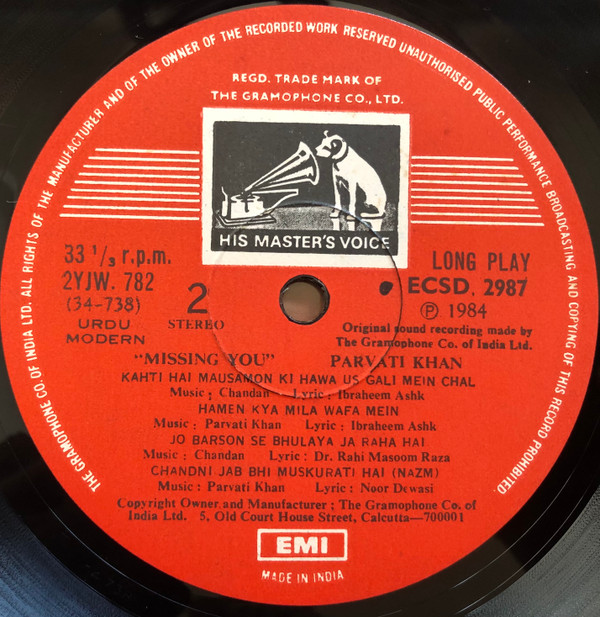 THE GRAMOPHONE CO. OF INDIA LTD. ALL RIGHTS OF THE MANUFACTURER AND OF THE OWNER OF THE RECORDED WORK RESERVED UNAUTHORISED PUBLIC PERFORMANCE BROADCASTING AND COPYING OF THIS RECORD PROHIBITED
REGD. TRADE MARK OF
THE GRAMOPHONE CO., LTD.
HIS MASTER'S VOICE
33 1/3 r.p.m.
2YJW. 782
(34-738)
URDU
MODERN
2
STEREO
LONG PLAY
ECSD. 2987
Ⓟ 1984
Original sound recording made by
The Gramophone Co. of India Ltd.
"MISSING YOU" PARVATI KHAN
KAHTI HAI MAUSAMON KI HAWA US GALI MEIN CHAL
Music : Chandan Lyric : Ibraheem Ashk
HAMEN KYA MILA WAFA MEIN
Music : Parvati Khan Lyric : Ibraheem Ashk
JO BARSON SE BHULAYA JA RAHA HAI
Music : Chandan Lyric : Dr. Rahi Masoom Raza
CHANDNI JAB BHI MUSKURATI HAI (NAZM)
Music : Parvati Khan Lyric : Noor Dewasi
Copyright Owner and Manufacturer ; The Gramophone Co. of
India Ltd. 5, Old Court House Street, Calcutta—700001
EMI
MADE IN INDIA